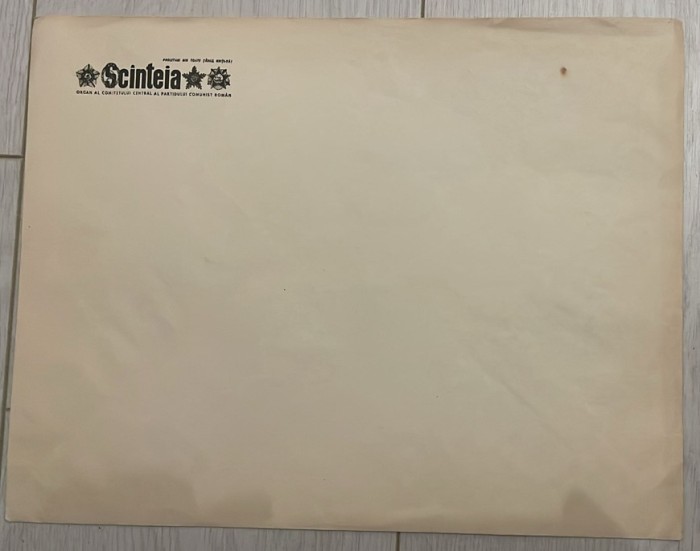 PROLETARI DIN TOATE ȚĂRILE UNIȚI-VĂ!
Scînteia
ORGAN AL COMITETULUI CENTRAL AL PARTIDULUI COMUNIST ROMÂN